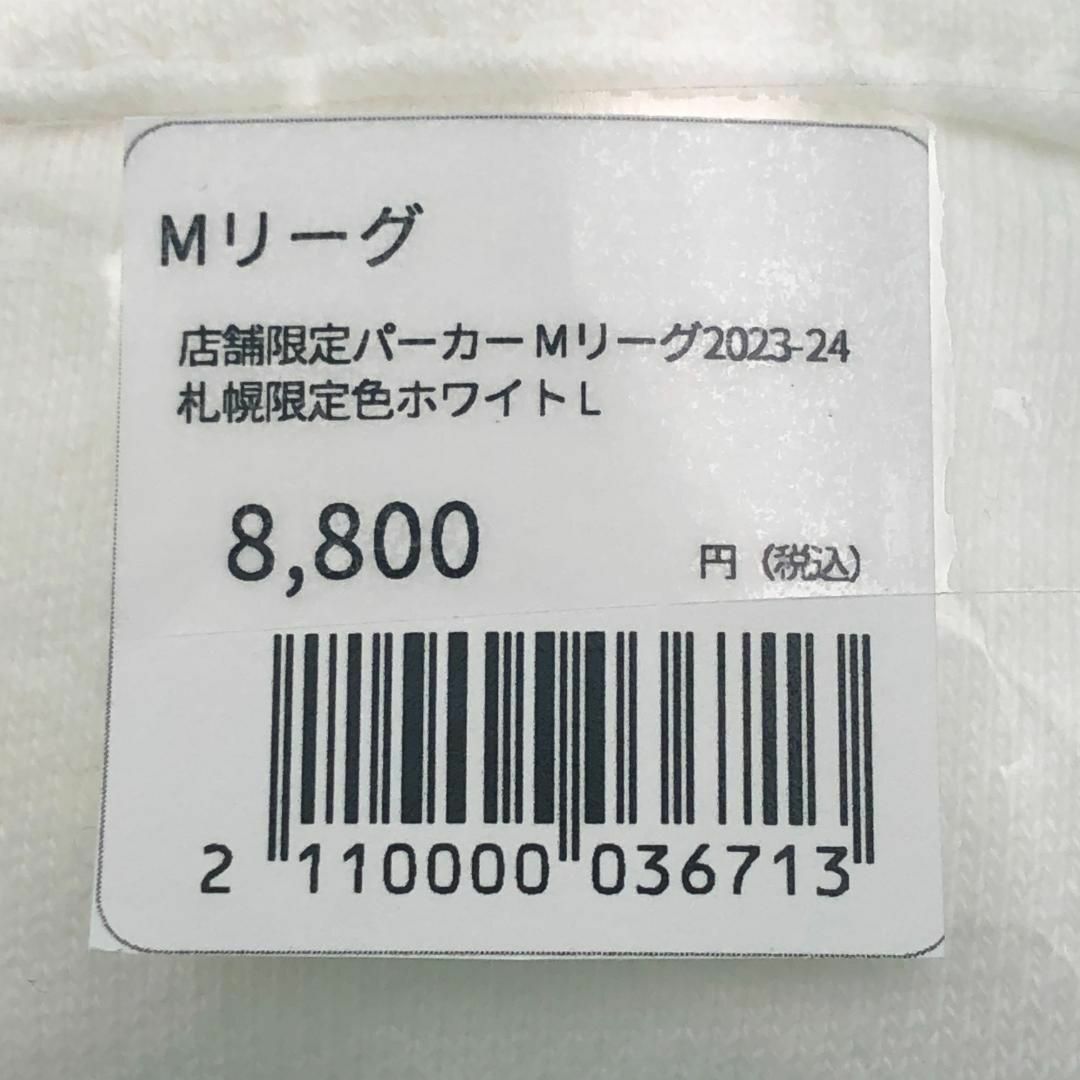 Mリーグ
店舗限定パーカーMリーグ2023-24
札幌限定色ホワイトL
8,800 円（税込）
2 110000 036713